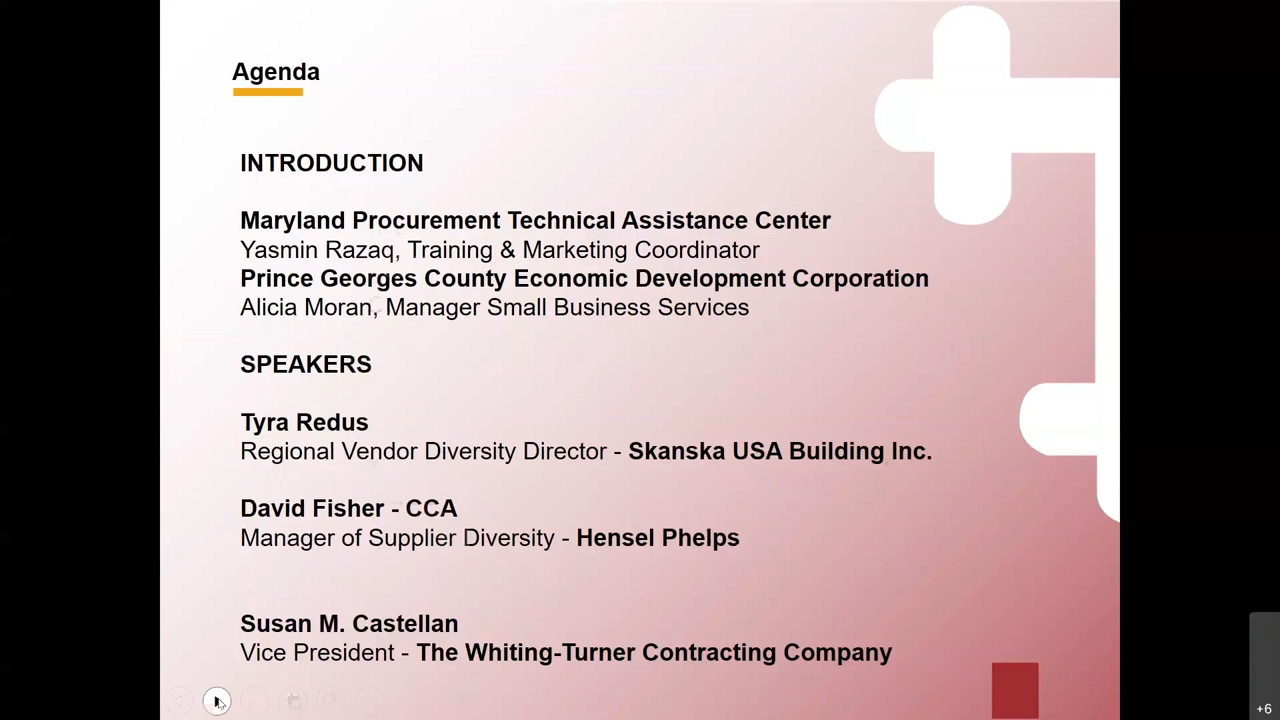 Agenda
INTRODUCTION
Maryland Procurement Technical Assistance Center
Yasmin Razaq, Training & Marketing Coordinator
Prince Georges County Economic Development Corporation
Alicia Moran, Manager Small Business Services
SPEAKERS
Tyra Redus
Regional Vendor Diversity Director - Skanska USA Building Inc.
David Fisher - CCA
Manager of Supplier Diversity - Hensel Phelps
Susan M. Castellan
Vice President - The Whiting-Turner Contracting Company
+6